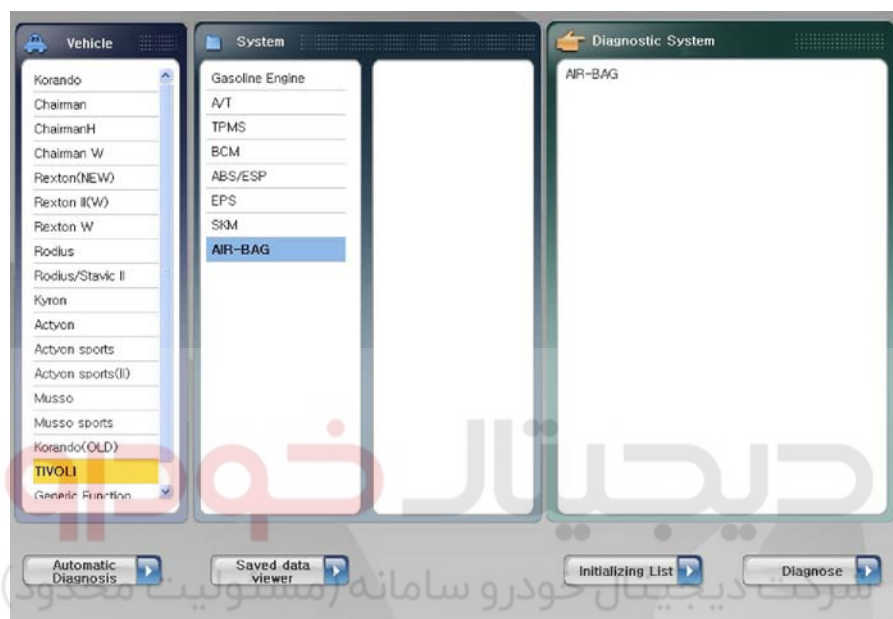 Vehicle
Korando
Chairman
ChairmanH
Chairman W
Rexton(NEW)
Rexton II(W)
Rexton W
Rodius
Rodius/Stavic II
Kyron
Actyon
Actyon sports
Actyon sports(II)
Musso
Musso sports
Korando(OLD)
TIVOLI
Generic Function
System
Gasoline Engine
A/T
TPMS
BCM
ABS/ESP
EPS
SKM
AIR-BAG
Diagnostic System
AIR-BAG
دیجیتال خودرو
Automatic
Diagnosis
Saved data
viewer
Initializing List
Diagnose
شرکت دیجیتال خودرو سامانه (مسئولیت محدود)